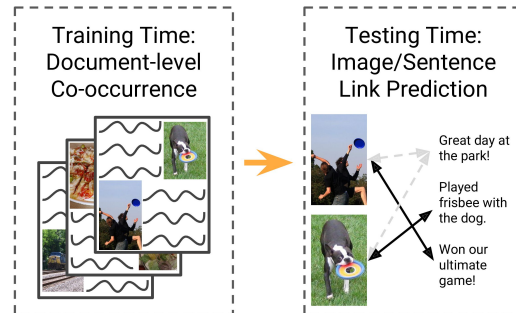 Training Time:
Document-level
Co-occurrence
Testing Time:
Image/Sentence
Link Prediction
Great day at
the park!
Played
frisbee with
the dog.
Won our
ultimate
game!